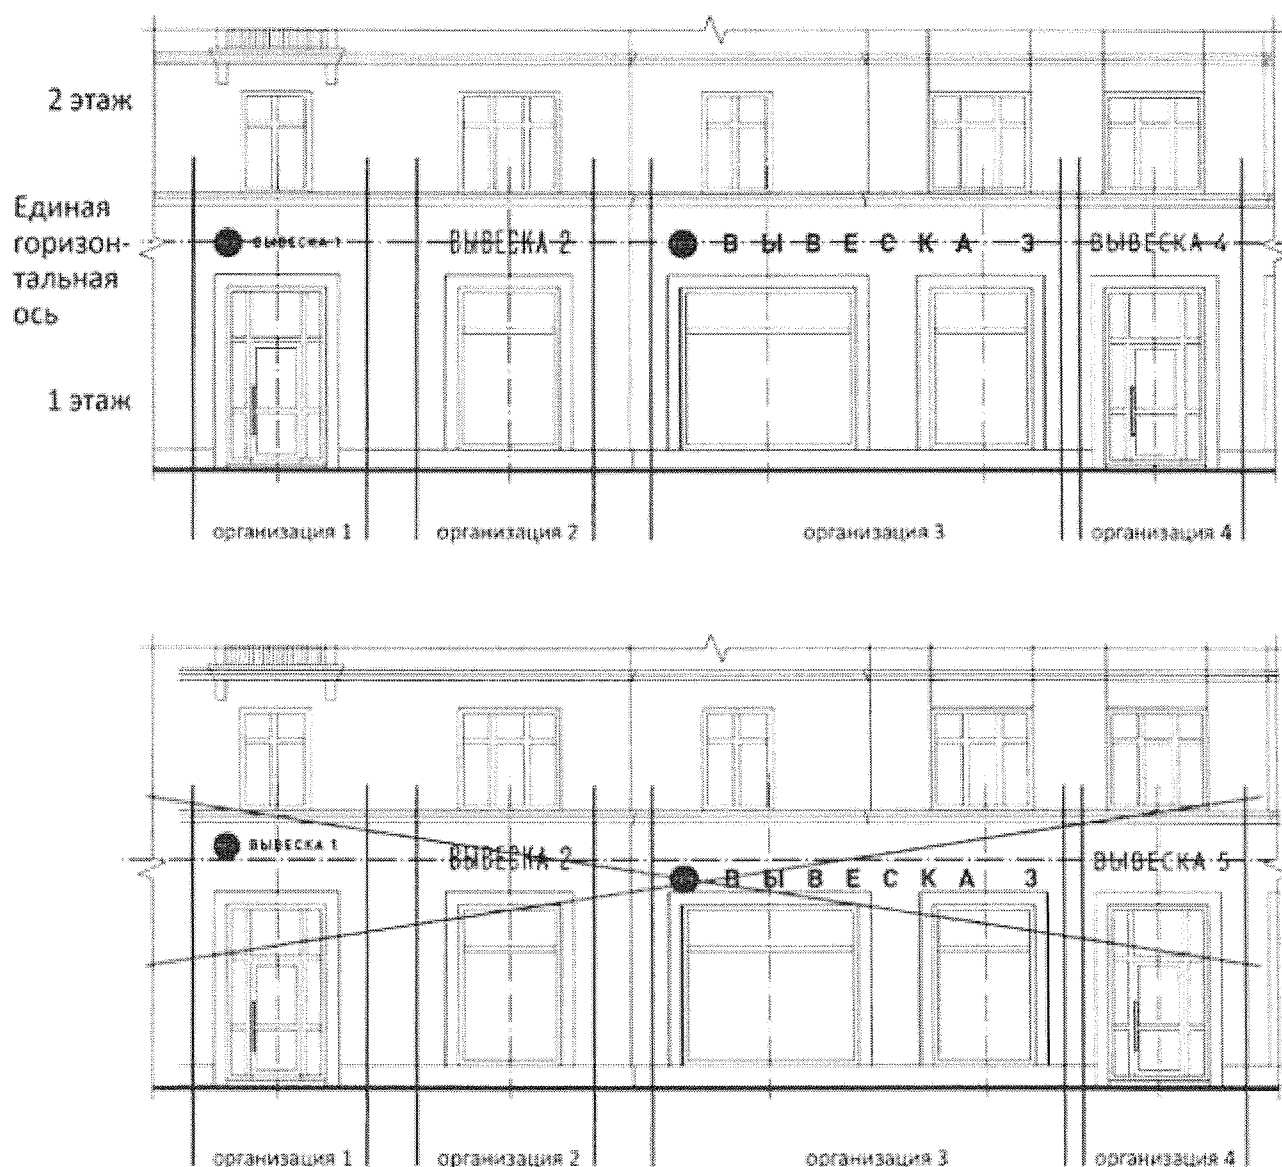 2 этаж
Единая
горизон-
тальная
ось
ВЫВЕСКА 1
ВЫВЕСКА 2
ВЫВЕСКА 3
ВЫВЕСКА 4
1 этаж
организация 1
организация 2
организация 3
организация 4
ВЫВЕСКА 1
ВЫВЕСКА 2
ВЫВЕСКА 3
ВЫВЕСКА 5
организация 1
организация 2
организация 3
организация 4